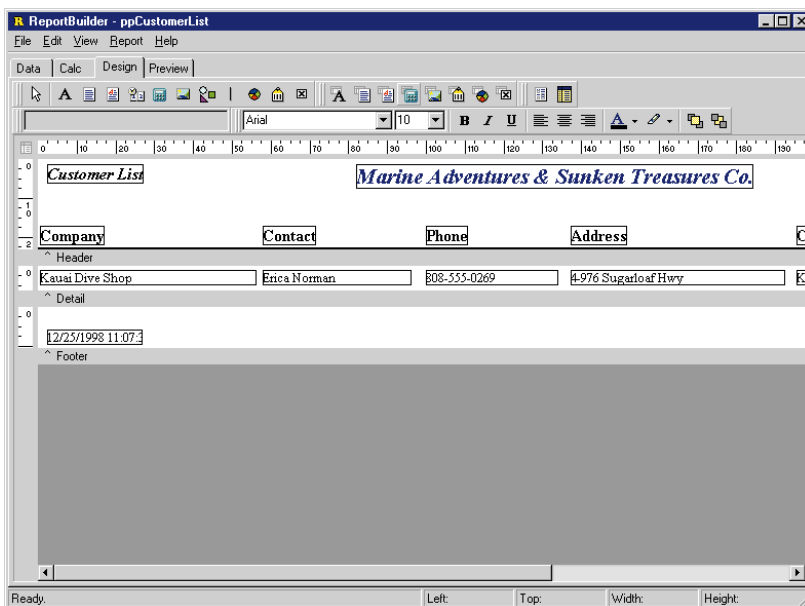 R ReportBuilder - ppCustomerList
File Edit View Report Help
Data Calc Design Preview
Arial 10 B I U
0 10 20 30 40 50 60 70 80 90 100 110 120 130 140 150 160 170 180 190
Customer List Marine Adventures & Sunken Treasures Co.
Company Contact Phone Address C
^ Header
Kauai Dive Shop Erica Norman 808-555-0269 4-976 Sugarloaf Hwy K
^ Detail
12/25/1998 11:07:3
^ Footer
Ready. Left: Top: Width: Height: